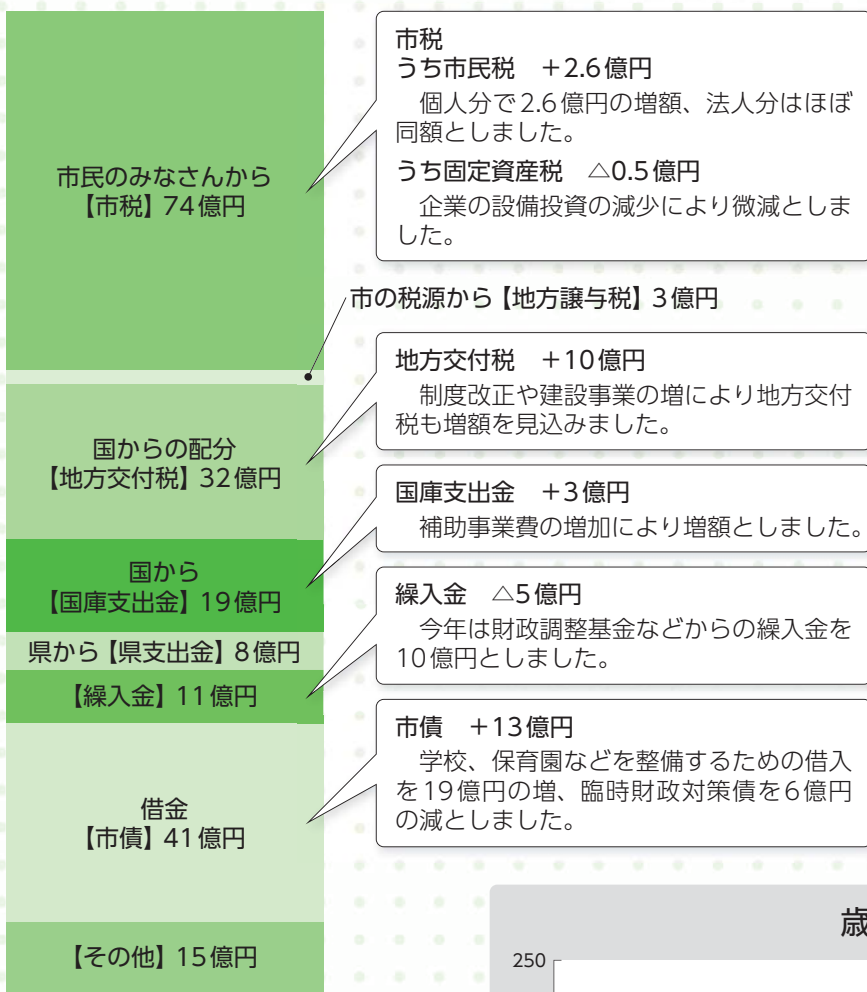 市民のみなさんから
【市税】74億円
市税
うち市民税　＋2.6億円
　個人分で2.6億円の増額、法人分はほぼ
同額としました。
うち固定資産税　△0.5億円
　企業の設備投資の減少により微減としま
した。
市の税源から【地方譲与税】3億円
国からの配分
【地方交付税】32億円
地方交付税　＋10億円
　制度改正や建設事業の増により地方交付
税も増額を見込みました。
国から
【国庫支出金】19億円
国庫支出金　＋3億円
　補助事業費の増加により増額としました。
県から【県支出金】8億円
【繰入金】11億円
繰入金　△5億円
　今年は財政調整基金などからの繰入金を
10億円としました。
借金
【市債】41億円
市債　＋13億円
　学校、保育園などを整備するための借入
を19億円の増、臨時財政対策債を6億円
の減としました。
【その他】15億円
歳
250